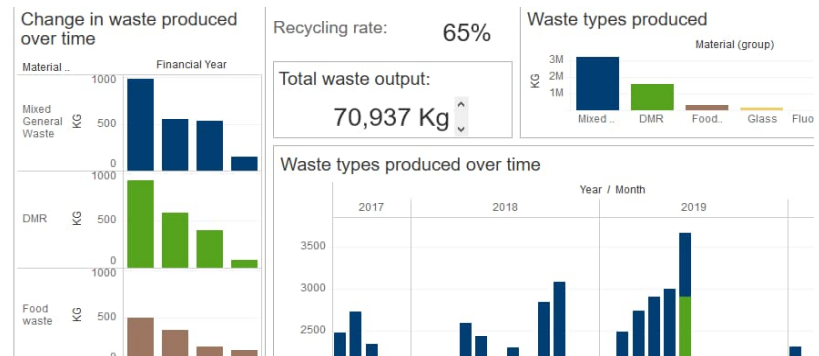 Change in waste produced
over time
Material ..
Financial Year
Mixed
General
Waste
KG
1000
500
0
DMR
KG
1000
500
0
Food
waste
KG
1000
500
0
Recycling rate:
65%
Total waste output:
70,937 Kg
Waste types produced
Material (group)
KG
3M
2M
1M
Mixed ..
DMR
Food..
Glass
Fluo
Waste types produced over time
Year / Month
2017
2018
2019
3500
3000
2500